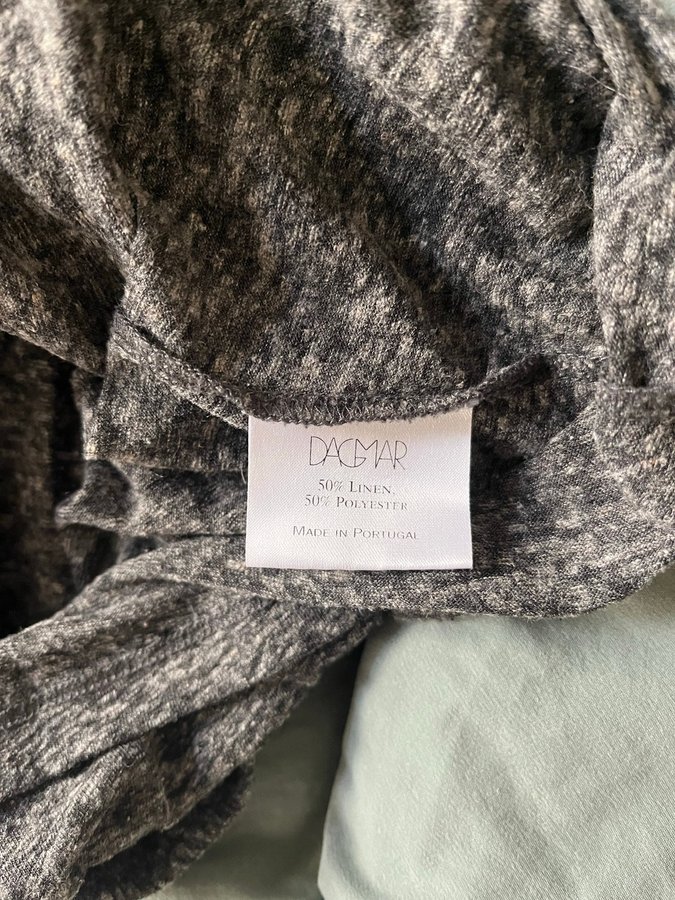 DAGMAR
50% LINEN,
50% POLYESTER
MADE IN PORTUGAL